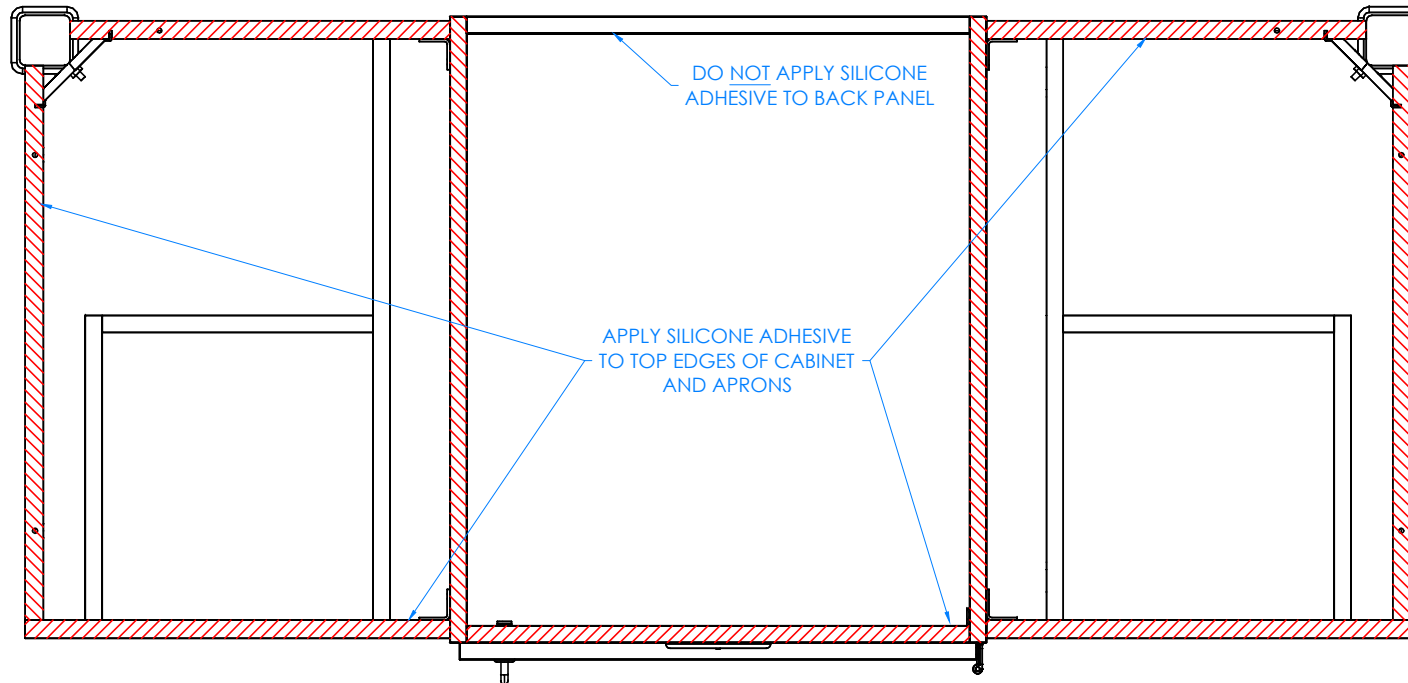 DO NOT APPLY SILICONE
ADHESIVE TO BACK PANEL
APPLY SILICONE ADHESIVE
TO TOP EDGES OF CABINET
AND APRONS